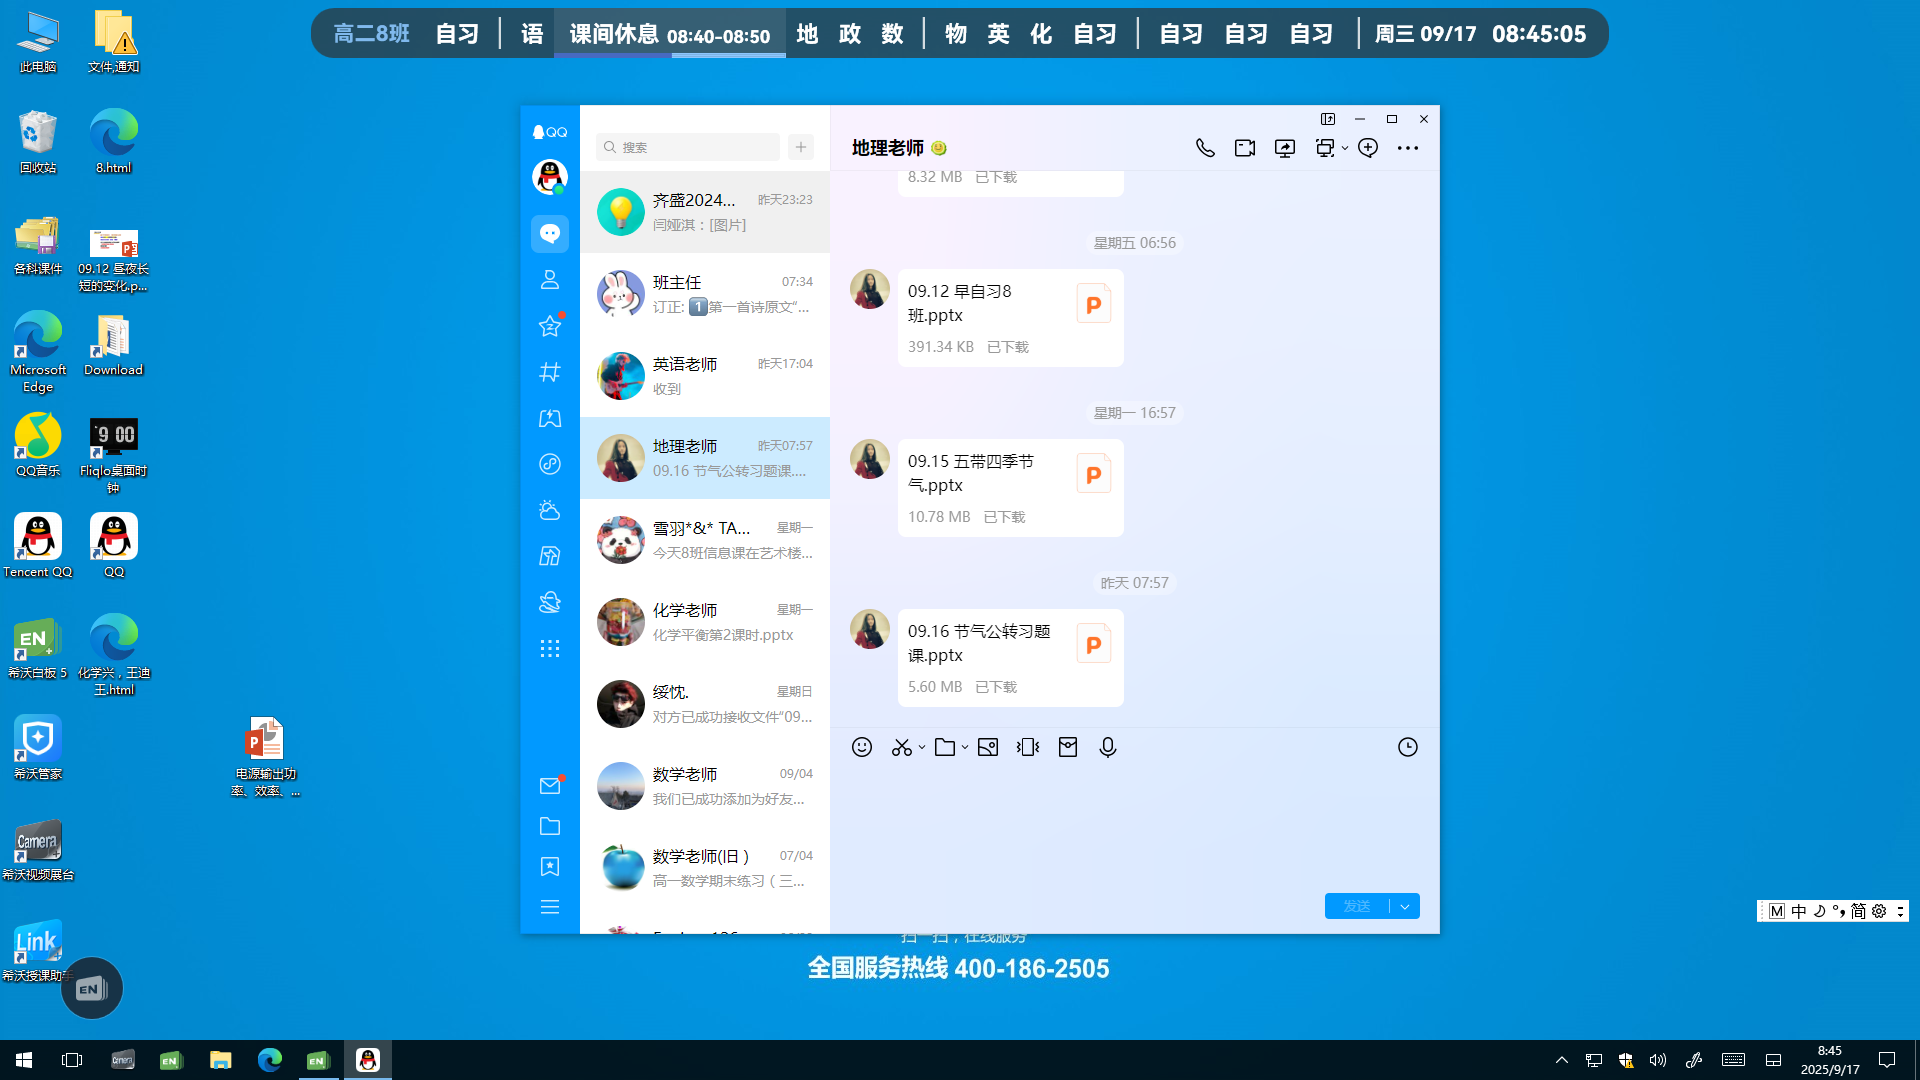 高二8班 自习 语 课间休息 08:40-08:50 地 政 数 物 英 化 自习 自习 自习 自习 周三 09/17 08:45:05
此电脑
文件,通知
回收站
8.html
各科课件
09.12 昼夜长
短的变化.p...
Microsoft
Edge
Download
QQ音乐
9 00
Fliqlo桌面时
钟
Tencent QQ
QQ
EN
希沃白板 5
化学兴，王迪
王.html
希沃管家
电源输出功
率、效率、...
Camera
希沃视频展台
Link
希沃授课助手
EN
QQ
搜索
齐盛2024...
昨天23:23
闫娅淇：[图片]
班主任
07:34
订正: 1第一首诗原文“...
英语老师
昨天17:04
收到
地理老师
昨天07:57
09.16 节气公转习题课....
雪羽*&* TA...
星期一
今天8班信息课在艺术楼...
化学老师
星期一
化学平衡第2课时.pptx
绥忱.
星期日
对方已成功接收文件“09...
数学老师
09/04
我们已成功添加为好友...
数学老师(旧）
07/04
高一数学期末练习（三...
地理老师
8.32 MB 已下载
星期五 06:56
09.12 早自习8
班.pptx
P
391.34 KB 已下载
星期一 16:57
09.15 五带四季节
气.pptx
P
10.78 MB 已下载
昨天 07:57
09.16 节气公转习题
课.pptx
P
5.60 MB 已下载
发送
扫一扫，在线服务
全国服务热线 400-186-2505
M 中 简
Camera
EN
EN
8:45
2025/9/17